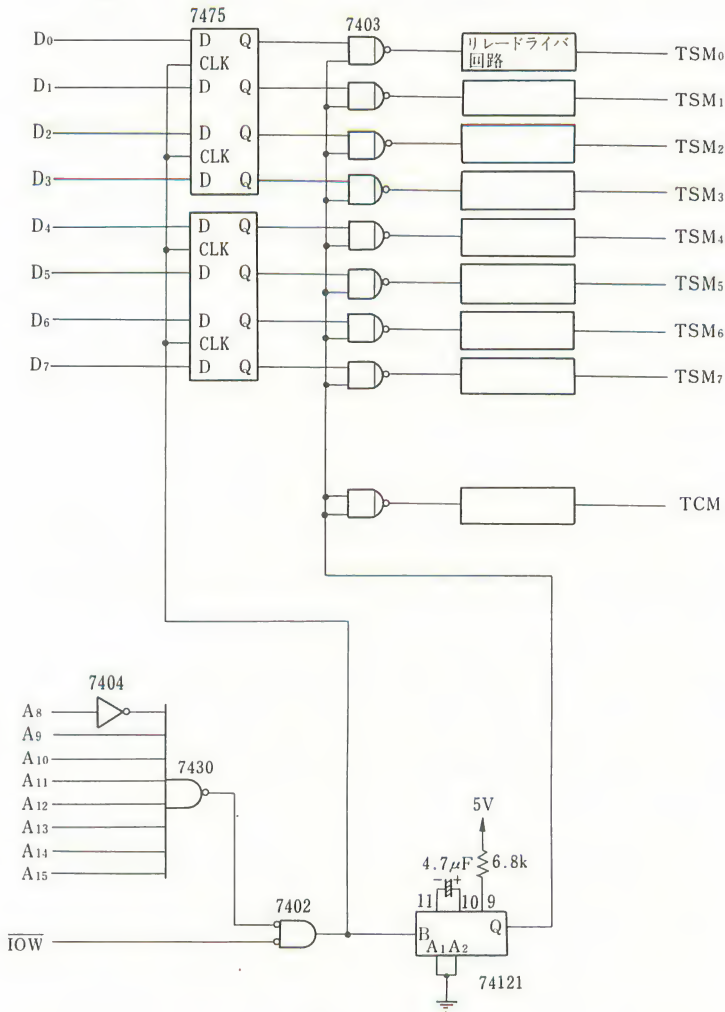 7475
7403
D₀
D
Q
リレードライバ
回路
TSM₀
CLK
D₁
D
Q
TSM₁
D₂
D
Q
TSM₂
CLK
D₃
D
Q
TSM₃
D₄
D
Q
TSM₄
CLK
D₅
D
Q
TSM₅
D₆
D
Q
TSM₆
CLK
D₇
D
Q
TSM₇
TCM
7404
A₈
A₉
A₁₀
7430
A₁₁
A₁₂
A₁₃
A₁₄
A₁₅
5V
4.7μF
6.8k
- +
11
10
9
7402
B
Q
A₁A₂
IOW
74121